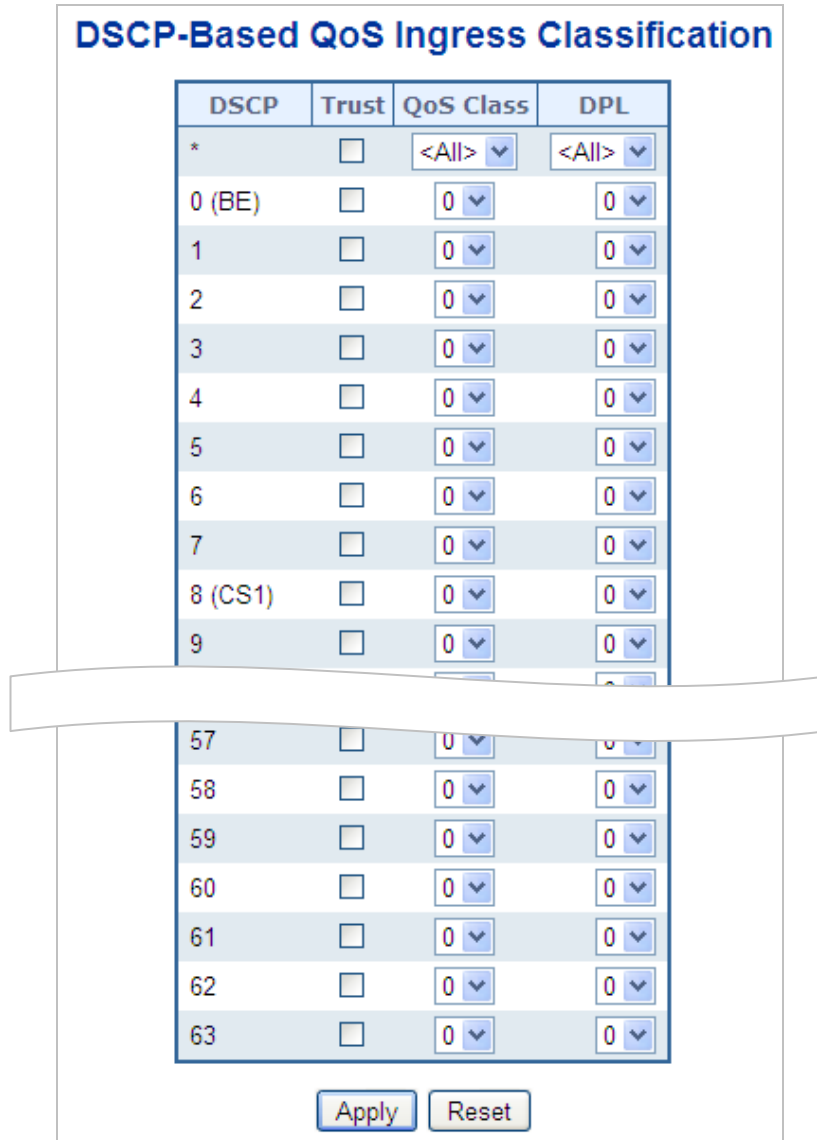 DSCP-Based QoS Ingress Classification
DSCP Trust QoS Class DPL
* <All> <All>
0 (BE) 0 0
1 0 0
2 0 0
3 0 0
4 0 0
5 0 0
6 0 0
7 0 0
8 (CS1) 0 0
9 0 0
57 0 0
58 0 0
59 0 0
60 0 0
61 0 0
62 0 0
63 0 0
Apply Reset